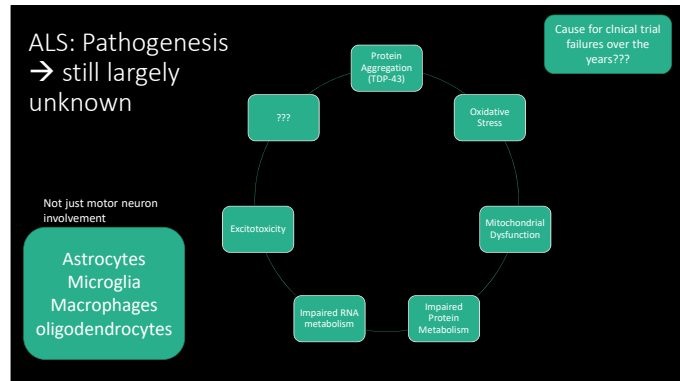 ALS: Pathogenesis
→ still largely
unknown
Cause for clnical trial
failures over the
years???
Protein
Aggregation
(TDP-43)
Oxidative
Stress
Mitochondrial
Dysfunction
Impaired
Protein
Metabolism
Impaired RNA
metabolism
Excitotoxicity
???
Not just motor neuron
involvement
Astrocytes
Microglia
Macrophages
oligodendrocytes